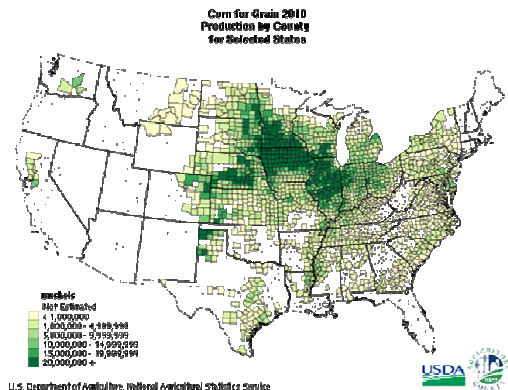 Corn for Grain 2010
Production by County
for Selected States
Bushels
Not Estimated
< 1,000,000
1,000,000 - 4,999,999
5,000,000 - 9,999,999
10,000,000 - 14,999,999
15,000,000 - 19,999,999
20,000,000 +
USDA
U.S. Department of Agriculture, National Agricultural Statistics Service